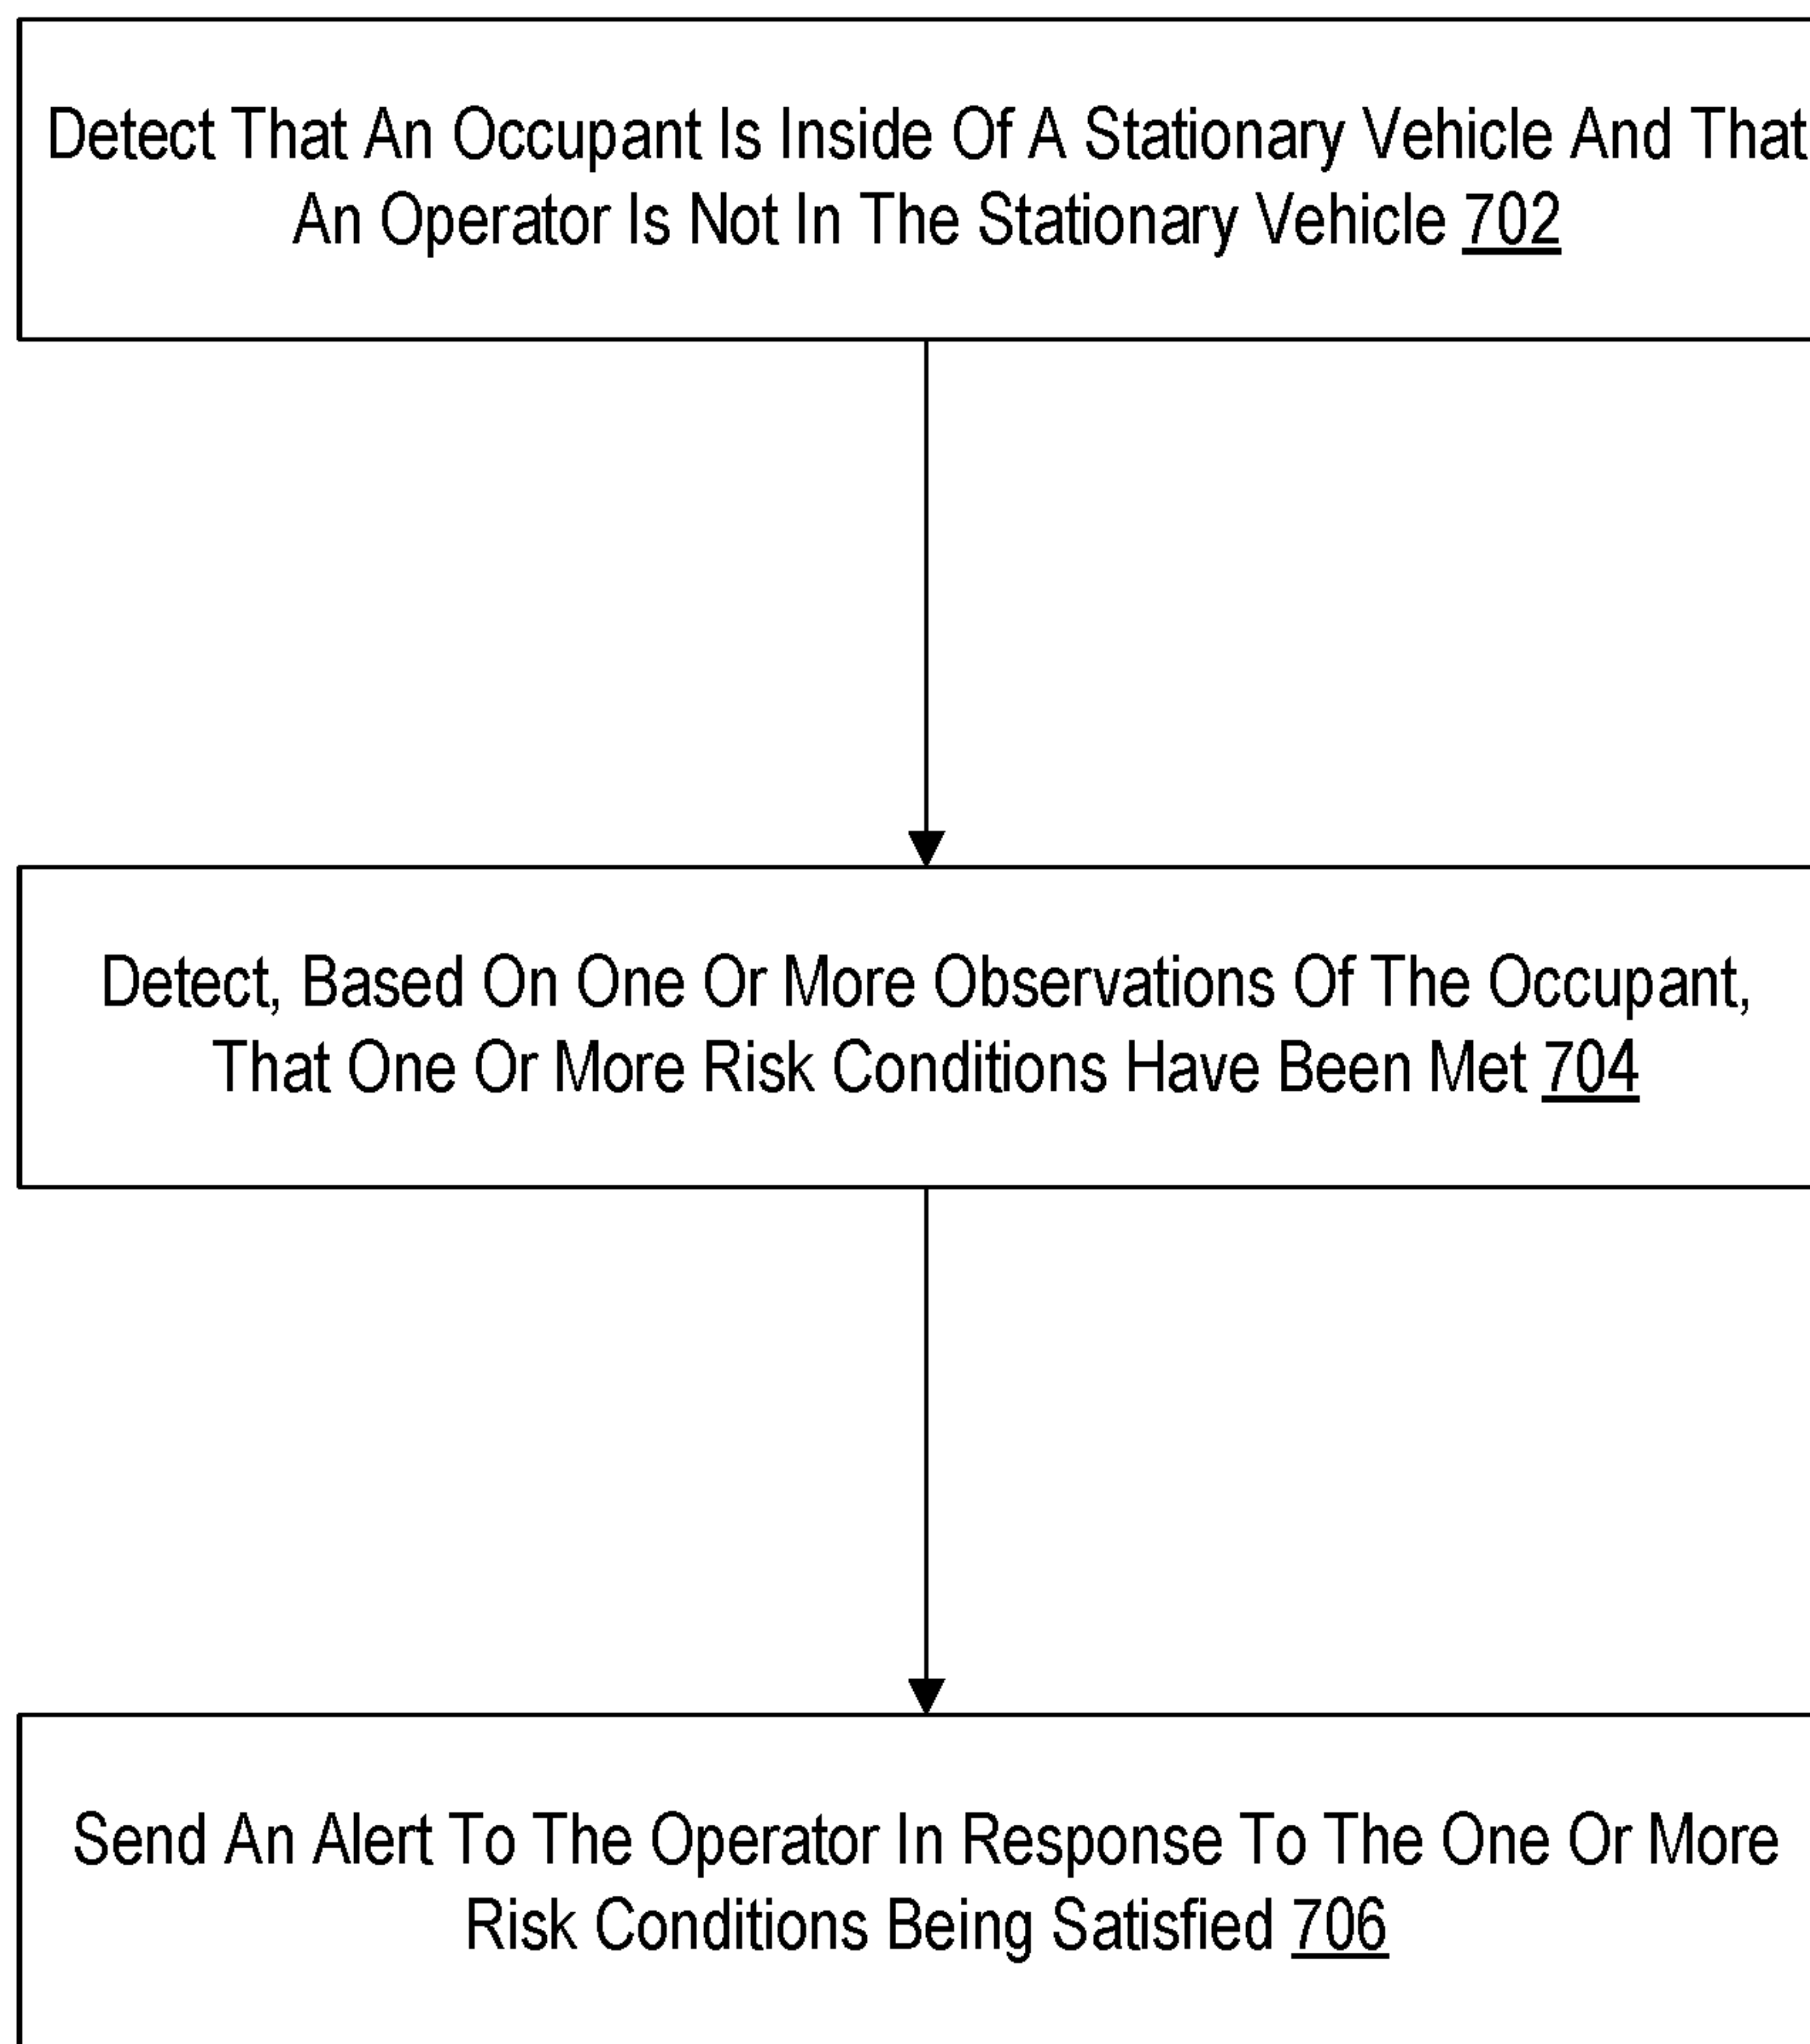 Detect That An Occupant Is Inside Of A Stationary Vehicle And That
An Operator Is Not In The Stationary Vehicle 702
Detect, Based On One Or More Observations Of The Occupant,
That One Or More Risk Conditions Have Been Met 704
Send An Alert To The Operator In Response To The One Or More
Risk Conditions Being Satisfied 706